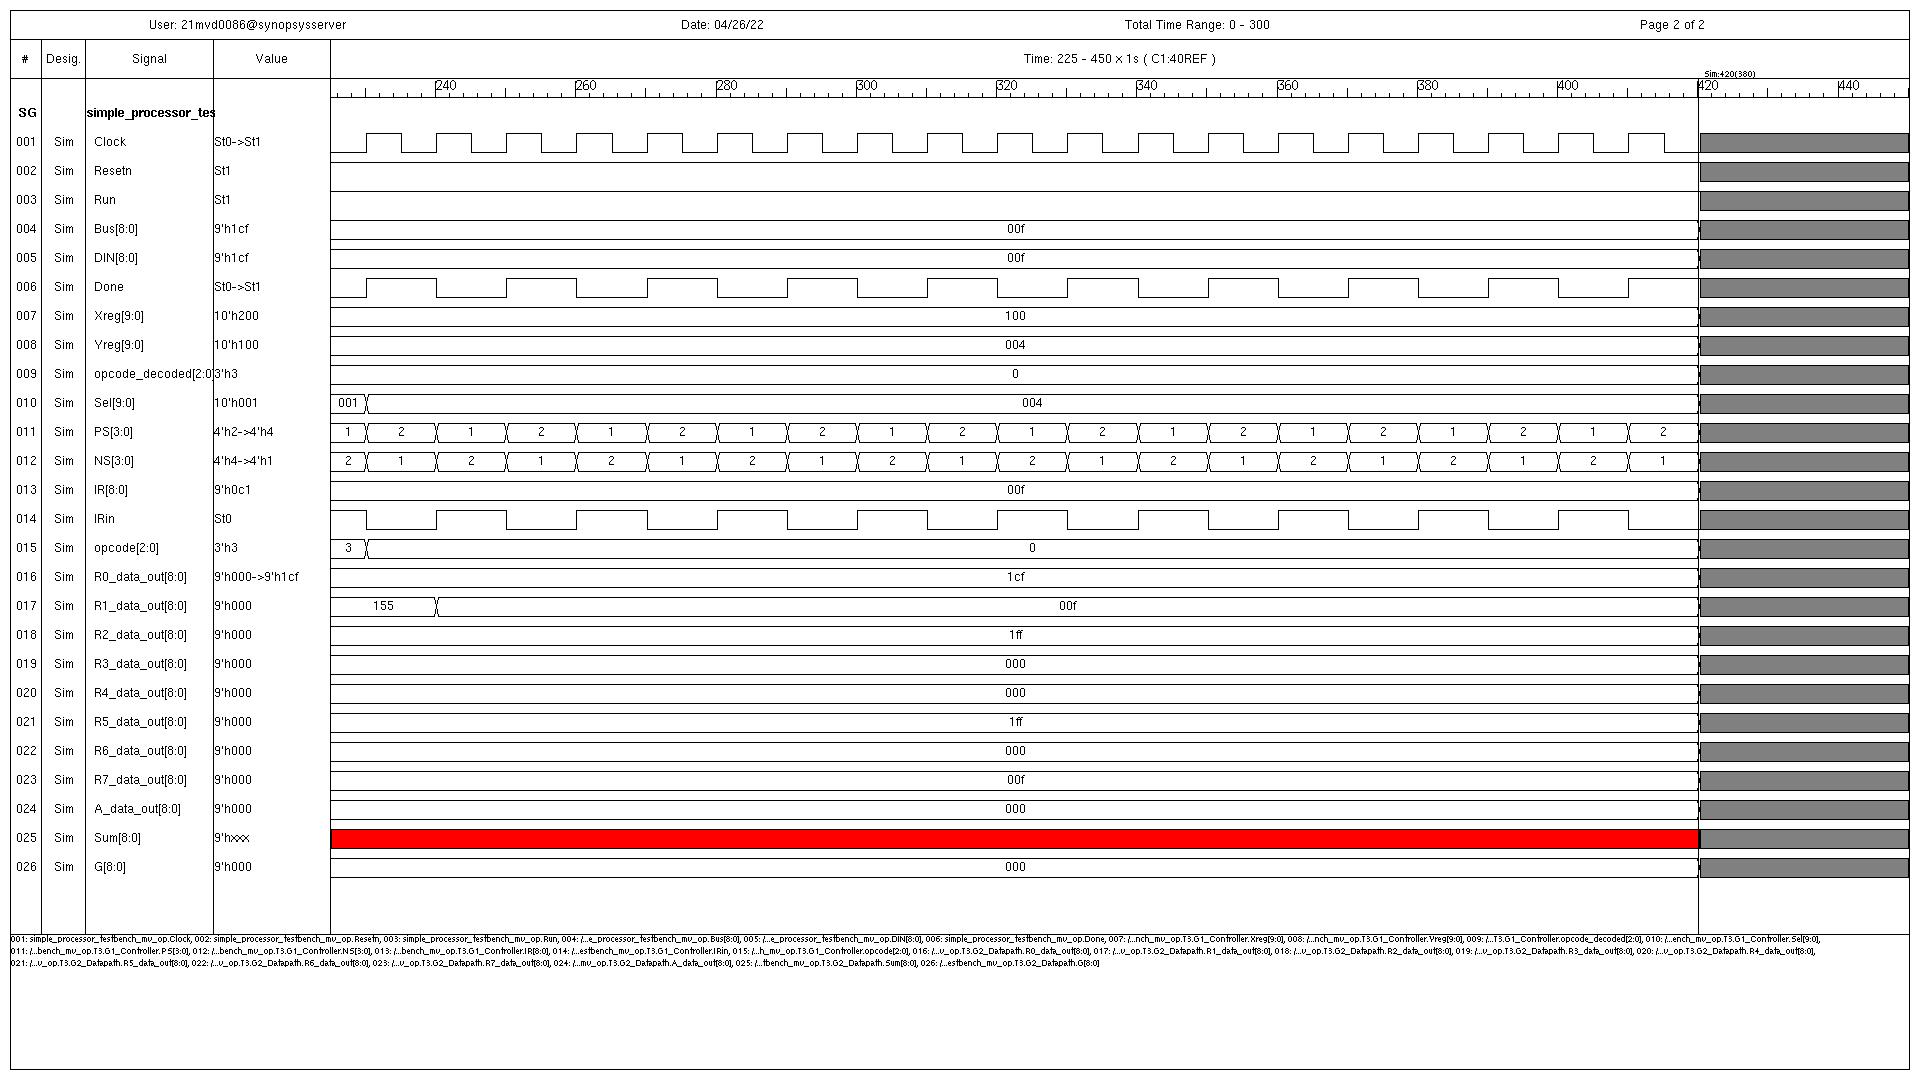 User: 21mvd0086@synopsysserver Date: 04/26/22 Total Time Range: 0 - 300 Page 2 of 2
# Desig. Signal Value Time: 225 - 450 x 1s ( C1:40REF )
Sim:420(380)
240 260 280 300 320 340 360 380 400 420 440
SG simple_processor_tes
001 Sim Clock St0->St1
002 Sim Resetn St1
003 Sim Run St1
004 Sim Bus[8:0] 9'h1cf 00f
005 Sim DIN[8:0] 9'h1cf 00f
006 Sim Done St0->St1
007 Sim Xreg[9:0] 10'h200 100
008 Sim Yreg[9:0] 10'h100 004
009 Sim opcode_decoded[2:0] 3'h3 0
010 Sim Sel[9:0] 10'h001 001 004
011 Sim PS[3:0] 4'h2->4'h4 1 2 1 2 1 2 1 2 1 2 1 2 1 2 1 2 1 2 1 2
012 Sim NS[3:0] 4'h4->4'h1 2 1 2 1 2 1 2 1 2 1 2 1 2 1 2 1 2 1 2 1
013 Sim IR[8:0] 9'h0c1 00f
014 Sim IRin St0
015 Sim opcode[2:0] 3'h3 3 0
016 Sim R0_data_out[8:0] 9'h000->9'h1cf 1cf
017 Sim R1_data_out[8:0] 9'h000 155 00f
018 Sim R2_data_out[8:0] 9'h000 1ff
019 Sim R3_data_out[8:0] 9'h000 000
020 Sim R4_data_out[8:0] 9'h000 000
021 Sim R5_data_out[8:0] 9'h000 1ff
022 Sim R6_data_out[8:0] 9'h000 000
023 Sim R7_data_out[8:0] 9'h000 00f
024 Sim A_data_out[8:0] 9'h000 000
025 Sim Sum[8:0] 9'hxxx
026 Sim G[8:0] 9'h000 000
001: simple_processor_testbench_mv_op.Clock, 002: simple_processor_testbench_mv_op.Resetn, 003: simple_processor_testbench_mv_op.Run, 004: /...e_processor_testbench_mv_op.Bus[8:0], 005: /...e_processor_testbench_mv_op.DIN[8:0], 006: simple_processor_testbench_mv_op.Done, 007: /...nch_mv_op.T3.G1_Controller.Xreg[9:0], 008: /...nch_mv_op.T3.G1_Controller.Yreg[9:0], 009: /...T3.G1_Controller.opcode_decoded[2:0], 010: /...ench_mv_op.T3.G1_Controller.Sel[9:0],
011: /...bench_mv_op.T3.G1_Controller.PS[3:0], 012: /...bench_mv_op.T3.G1_Controller.NS[3:0], 013: /...bench_mv_op.T3.G1_Controller.IR[8:0], 014: /...estbench_mv_op.T3.G1_Controller.IRin, 015: /...h_mv_op.T3.G1_Controller.opcode[2:0], 016: /...v_op.T3.G2_Datapath.R0_data_out[8:0], 017: /...v_op.T3.G2_Datapath.R1_data_out[8:0], 018: /...v_op.T3.G2_Datapath.R2_data_out[8:0], 019: /...v_op.T3.G2_Datapath.R3_data_out[8:0], 020: /...v_op.T3.G2_Datapath.R4_data_out[8:0],
021: /...v_op.T3.G2_Datapath.R5_data_out[8:0], 022: /...v_op.T3.G2_Datapath.R6_data_out[8:0], 023: /...v_op.T3.G2_Datapath.R7_data_out[8:0], 024: /...mv_op.T3.G2_Datapath.A_data_out[8:0], 025: /...tbench_mv_op.T3.G2_Datapath.Sum[8:0], 026: /...estbench_mv_op.T3.G2_Datapath.G[8:0]